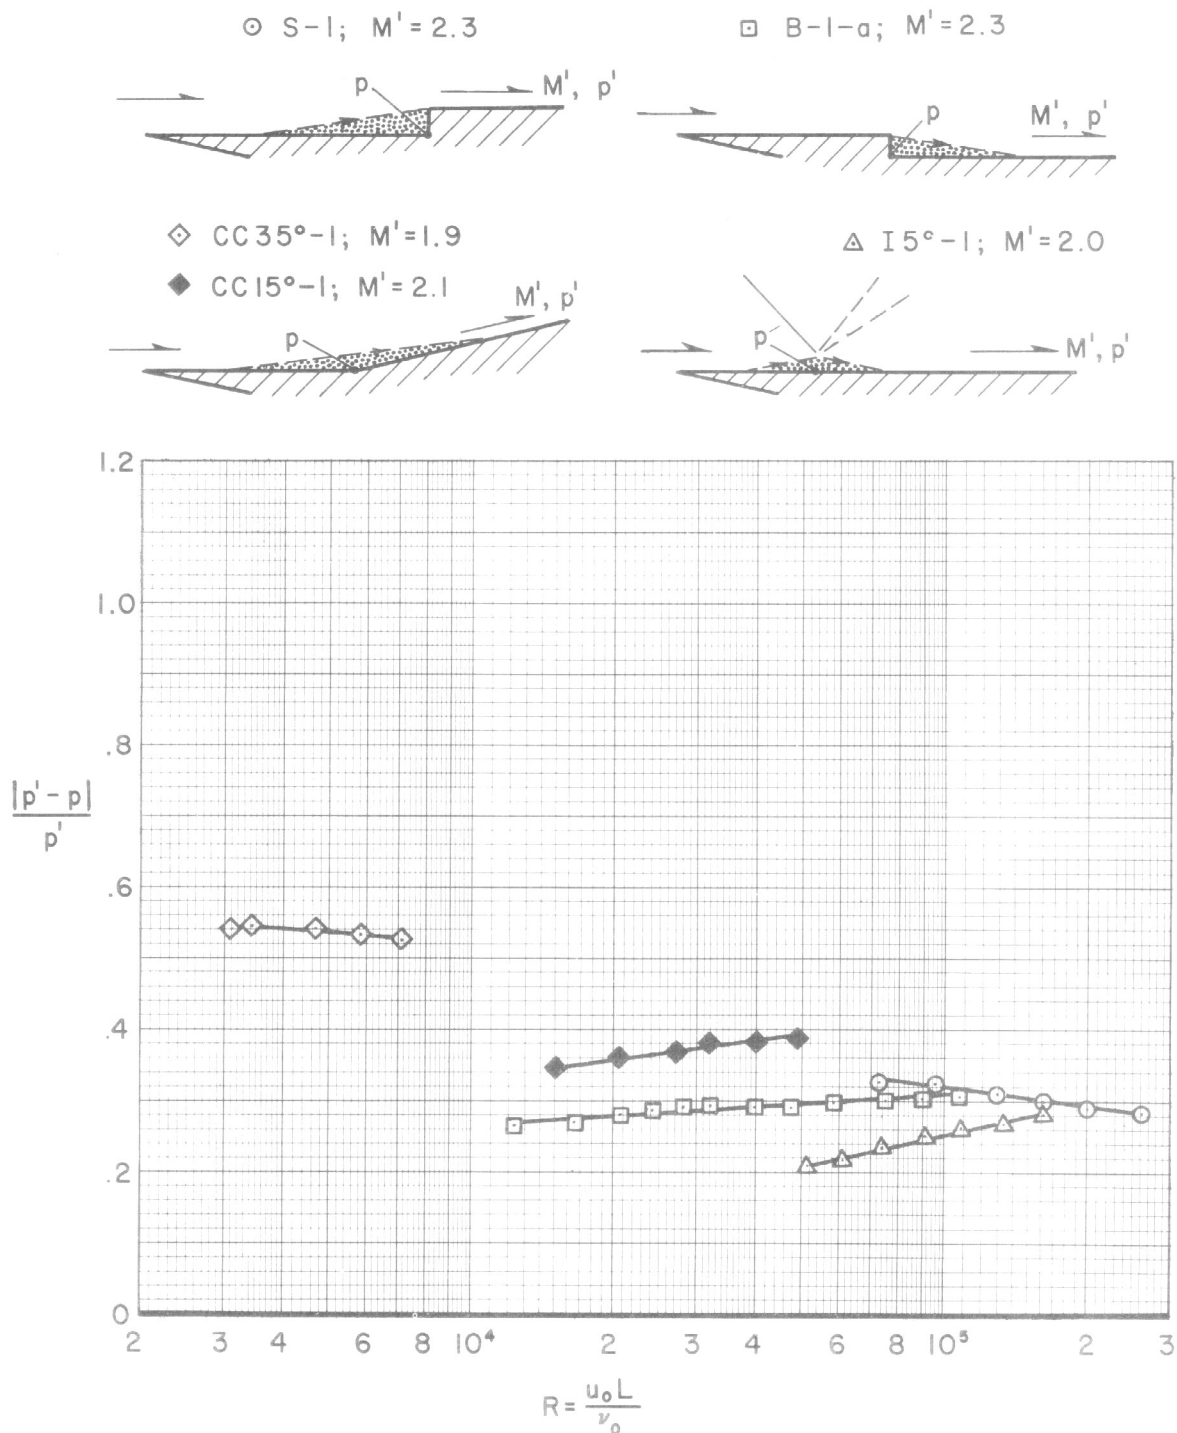 ⊙ S-1; M' = 2.3
⊡ B-1-a; M' = 2.3
p
M', p'
p
M', p'
CC35°-1; M'=1.9
CC15°-1; M'=2.1
I5°-1; M'=2.0
p
M', p'
p
M', p'
1.2
1.0
.8
|p'-p|
p'
.6
.4
.2
0
2 3 4 6 8 10⁴ 2 3 4 6 8 10⁵ 2 3
R = u₀L
ν₀